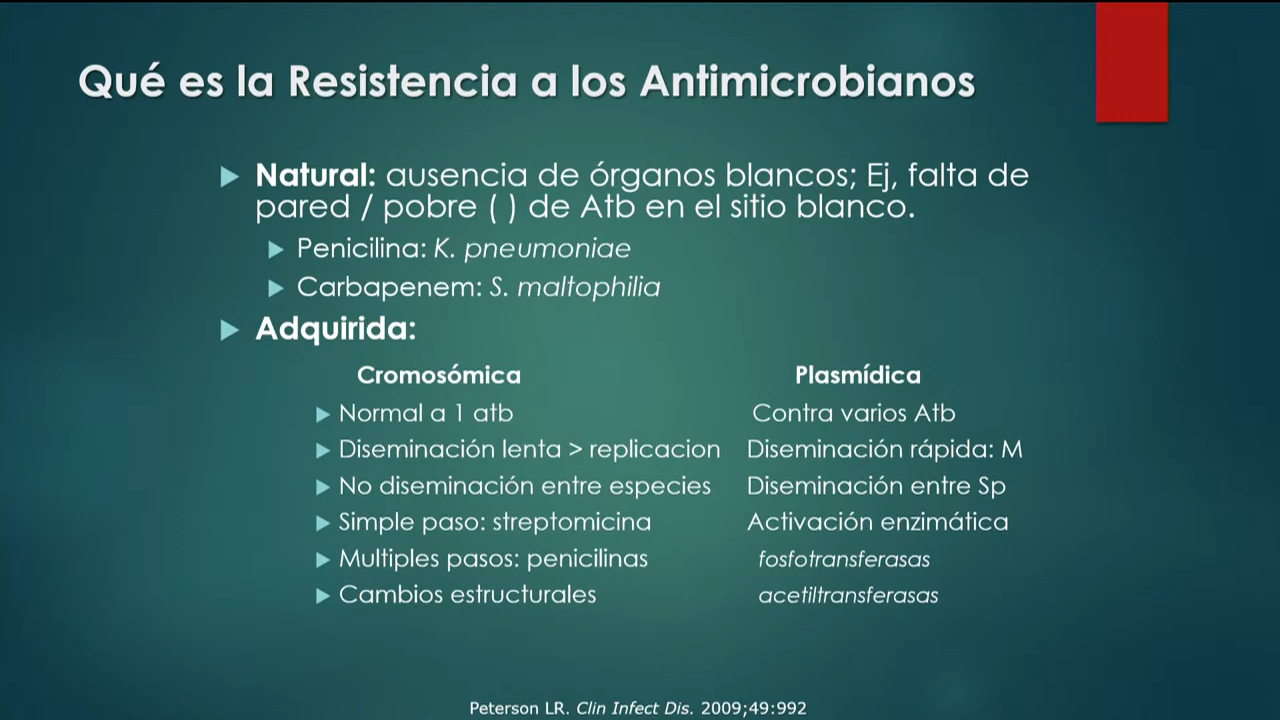 Qué es la Resistencia a los Antimicrobianos
Natural: ausencia de órganos blancos; Ej, falta de
pared / pobre ( ) de Atb en el sitio blanco.
Penicilina: K. pneumoniae
Carbapenem: S. maltophilia
Adquirida:
Cromosómica Plasmídica
Normal a 1 atb Contra varios Atb
Diseminación lenta > replicacion Diseminación rápida: M
No diseminación entre especies Diseminación entre Sp
Simple paso: streptomicina Activación enzimática
Multiples pasos: penicilinas fosfotransferasas
Cambios estructurales acetiltransferasas
Peterson LR. Clin Infect Dis. 2009;49:992